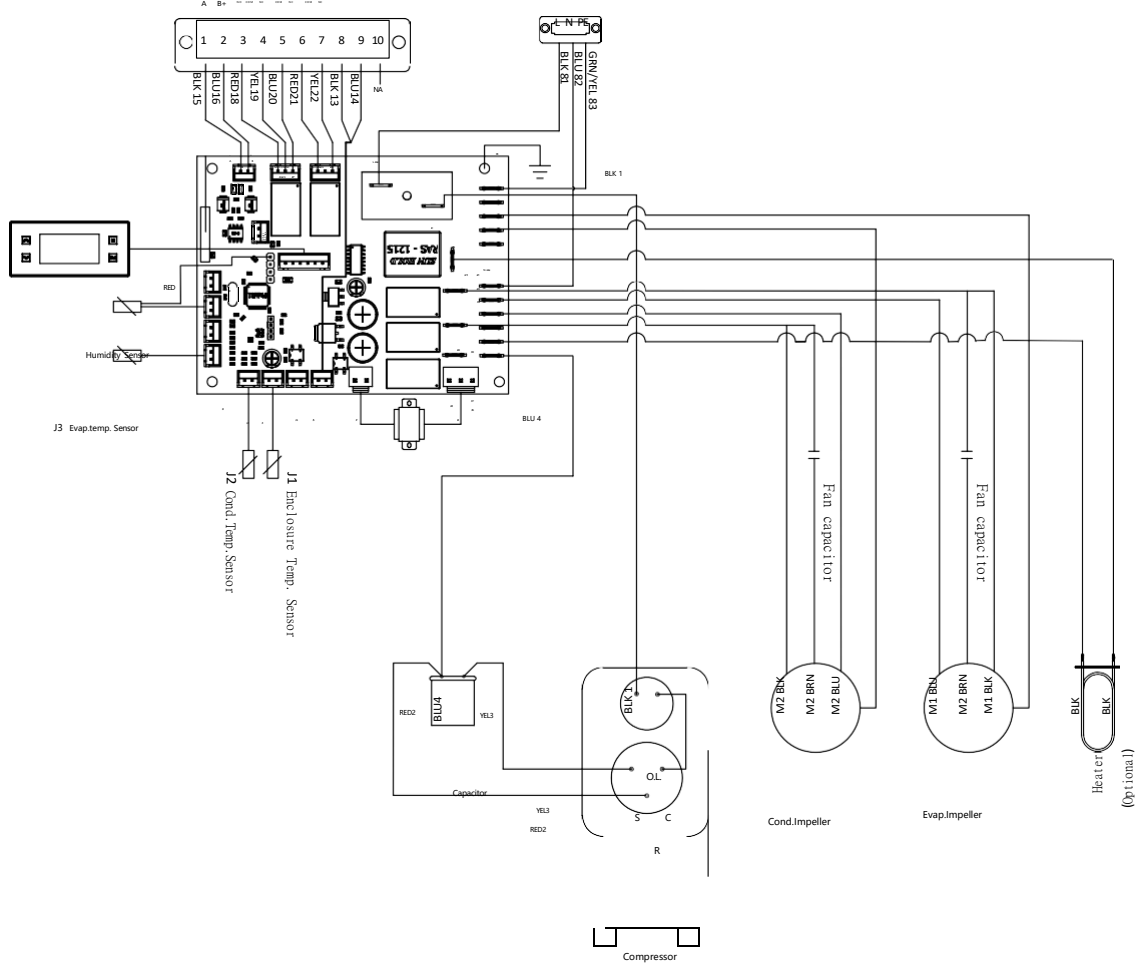 A B+
1 2 3 4 5 6 7 8 9 10
BLK 15
BLU16
RED18
YEL19
BLU20
RED21
YEL22
BLK 13
BLU14
NA
L N PE
BLK 81
BLU 82
GRN/YEL 83
BLK 1
SUN HOLD
RAS - 1215
RED
Humidity Sensor
J3 Evap.temp. Sensor
BLU 4
J2 Cond.Temp.Sensor
J1 Enclosure Temp. Sensor
Fan capacitor
Fan capacitor
BLU4
RED2
YEL3
Capacitor
BLK 1
O.L.
S C
R
YEL3
RED2
M2 BLK
M2 BRN
M2 BLU
M1 BLU
M2 BRN
M1 BLK
BLK
BLK
Heater
(Optional)
Cond.Impeller
Evap.Impeller
Compressor